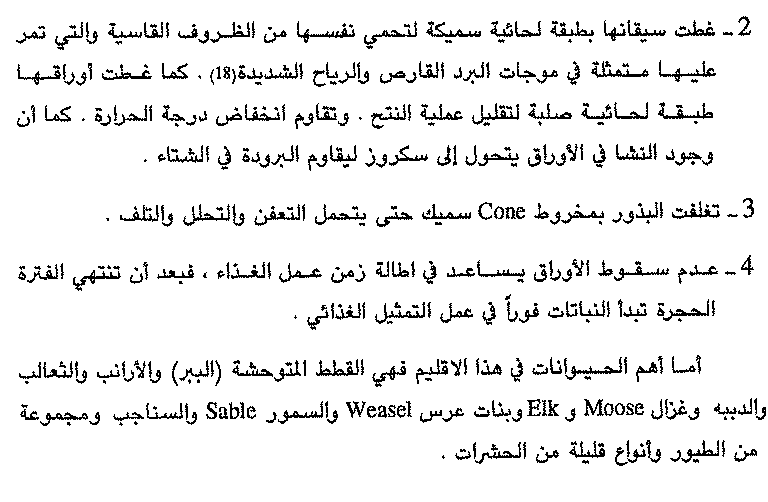 2 ـ غطت سيقانها بطبقة لحائية سميكة لتحمي نفسها من الظروف القاسية والتي تمر
عليها متمثلة في موجات البرد القارص والرياح الشديدة(18) . كما غطت أوراقها
طبقة لحائية صلبة لتقليل عملية النتح . وتقاوم انخفاض درجة الحرارة . كما أن
وجود النشا في الأوراق يتحول إلى سكروز ليقاوم البرودة في الشتاء .
3 ـ تغلفت البذور بمخروط Cone سميك حتى يتحمل التعفن والتحلل والتلف .
4 ـ عدم سقوط الأوراق يساعد في اطالة زمن عمل الغذاء ، فبعد أن تنتهي الفترة
الحجرة تبدأ النباتات فوراً في عمل التمثيل الغذائي .
أما أهم الحيوانات في هذا الاقليم فهي القطط المتوحشة (الببر) والأرانب والثعالب
والدببه وغزال Moose و Elk وبنات عرس Weasel والسمور Sable والسناجب ومجموعة
من الطيور وأنواع قليلة من الحشرات .